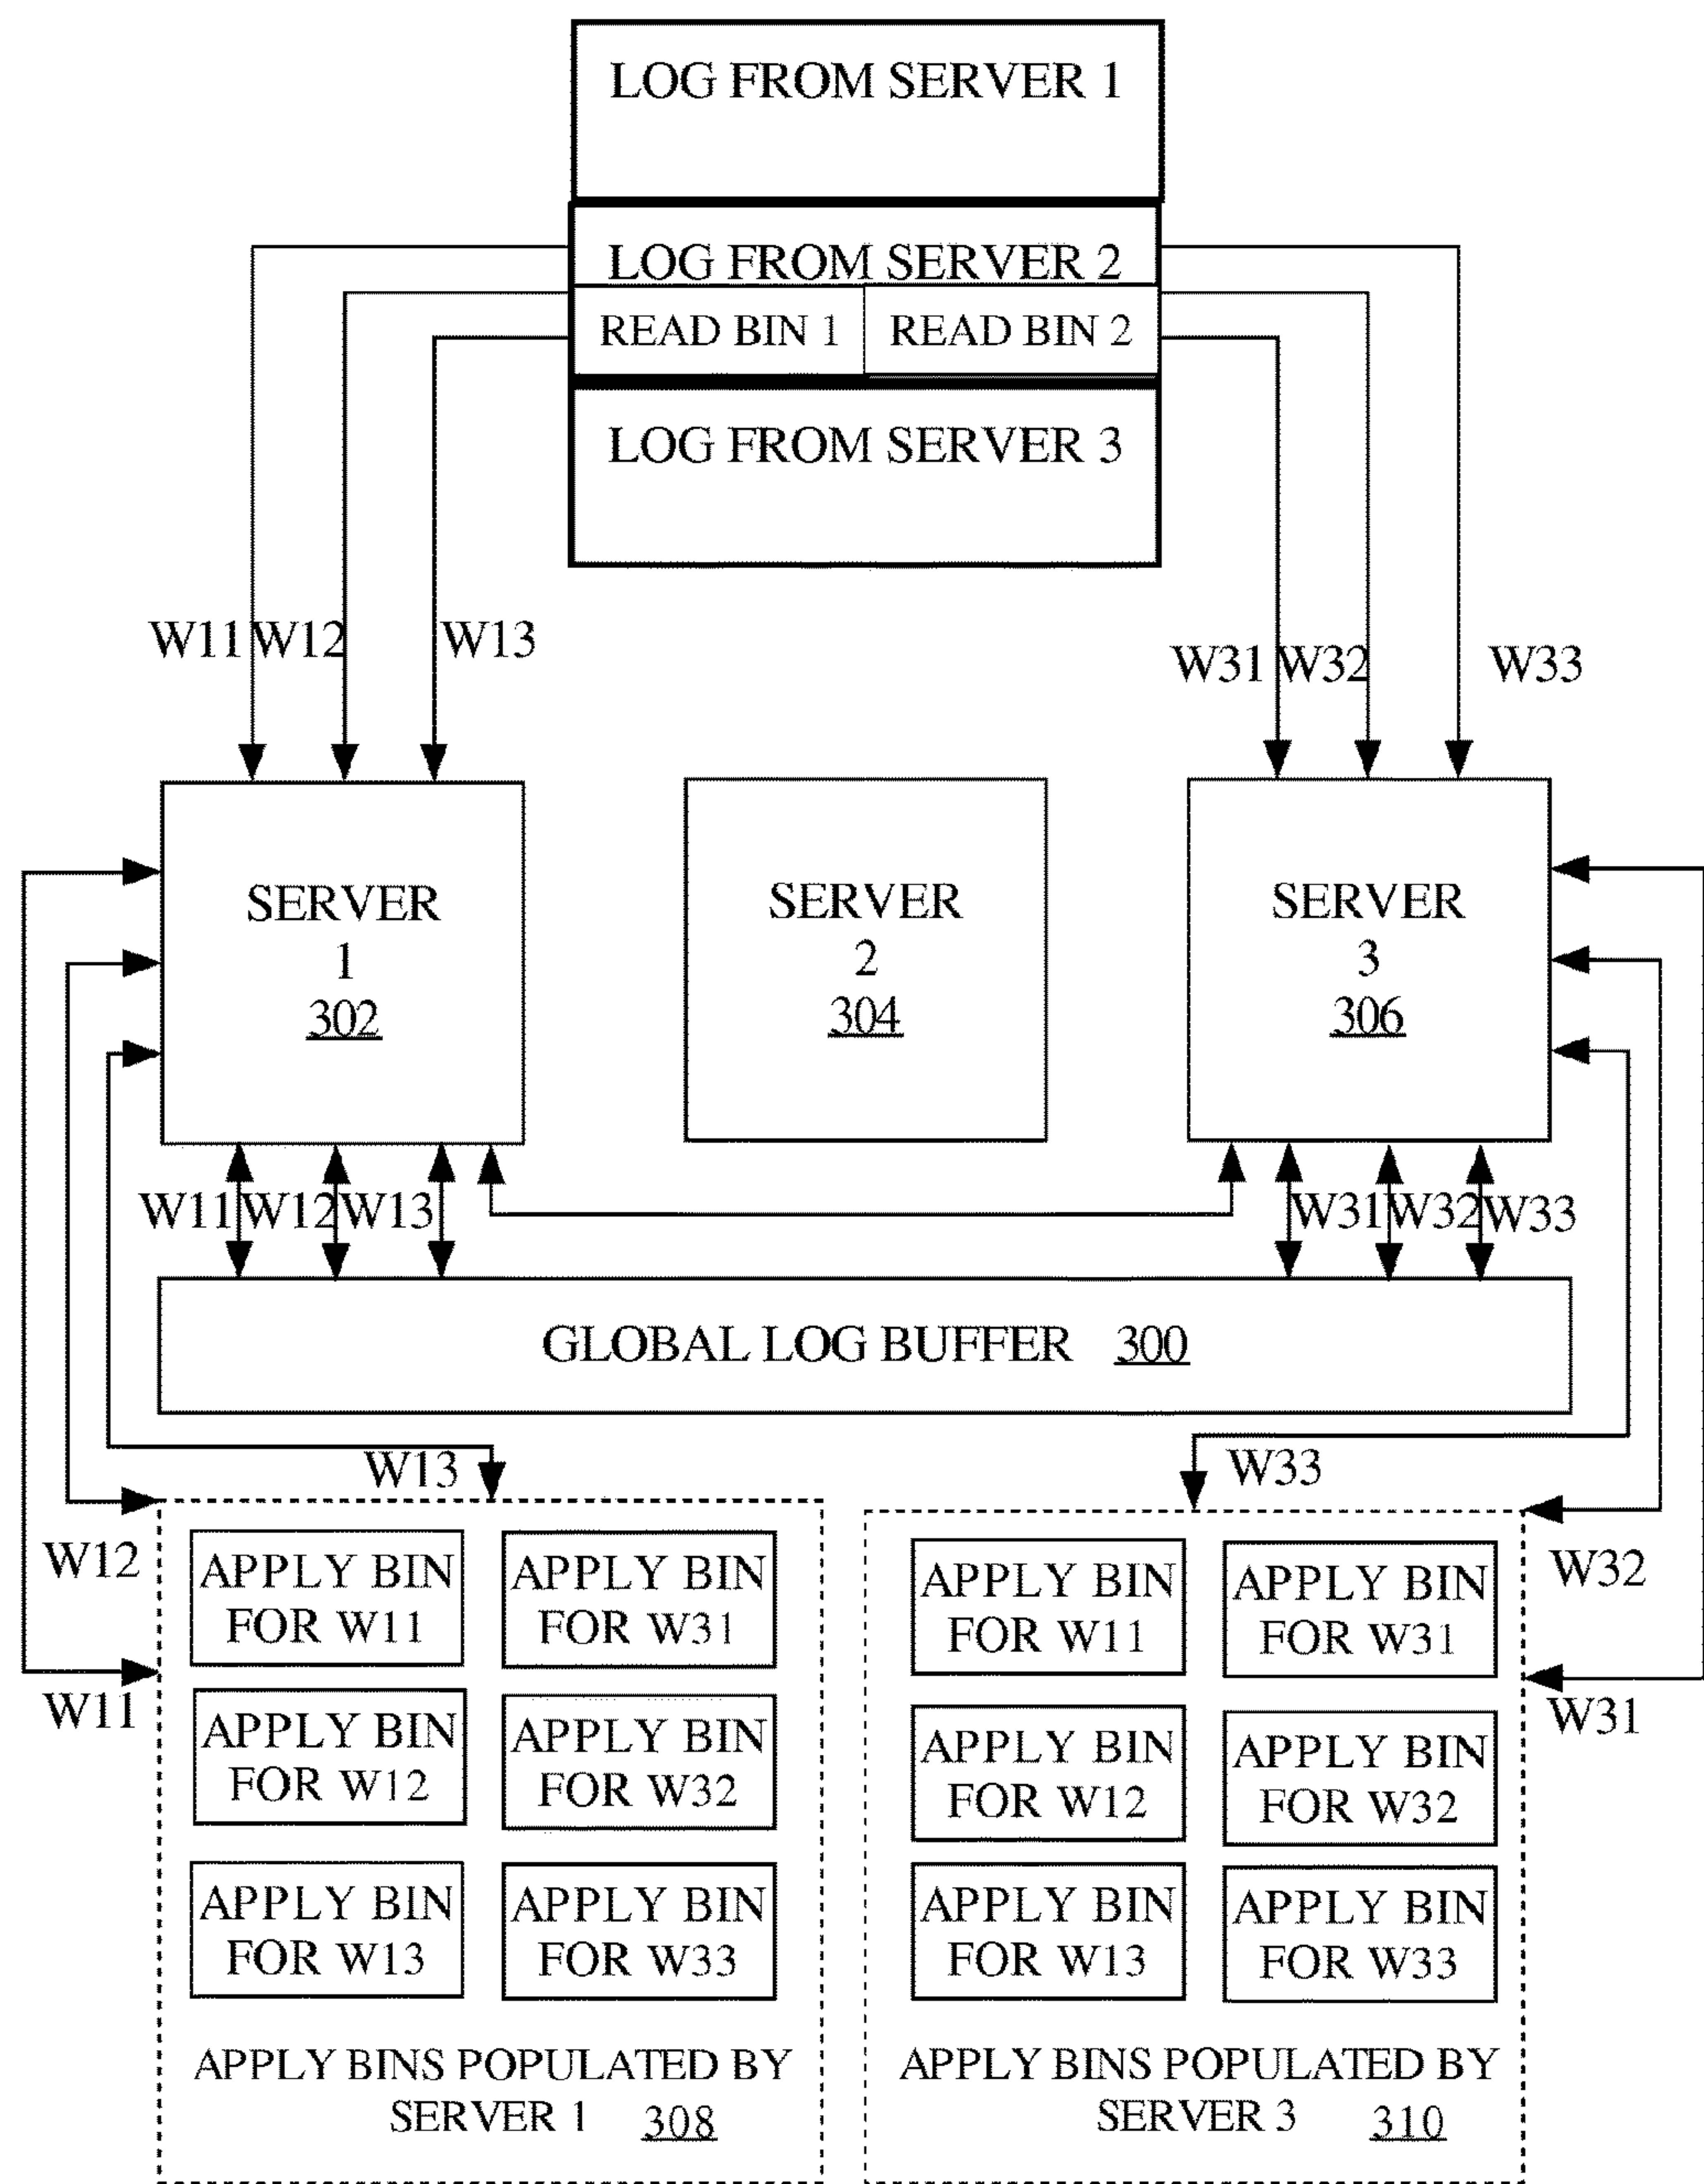 LOG FROM SERVER 1
LOG FROM SERVER 2
READ BIN 1
READ BIN 2
LOG FROM SERVER 3
W11
W12
W13
W31
W32
W33
SERVER
1
302
SERVER
2
304
SERVER
3
306
W11
W12
W13
W31
W32
W33
GLOBAL LOG BUFFER 300
W13
W33
W12
W32
W11
W31
APPLY BIN
FOR W11
APPLY BIN
FOR W31
APPLY BIN
FOR W12
APPLY BIN
FOR W32
APPLY BIN
FOR W13
APPLY BIN
FOR W33
APPLY BINS POPULATED BY
SERVER 1 308
APPLY BIN
FOR W11
APPLY BIN
FOR W31
APPLY BIN
FOR W12
APPLY BIN
FOR W32
APPLY BIN
FOR W13
APPLY BIN
FOR W33
APPLY BINS POPULATED BY
SERVER 3 310